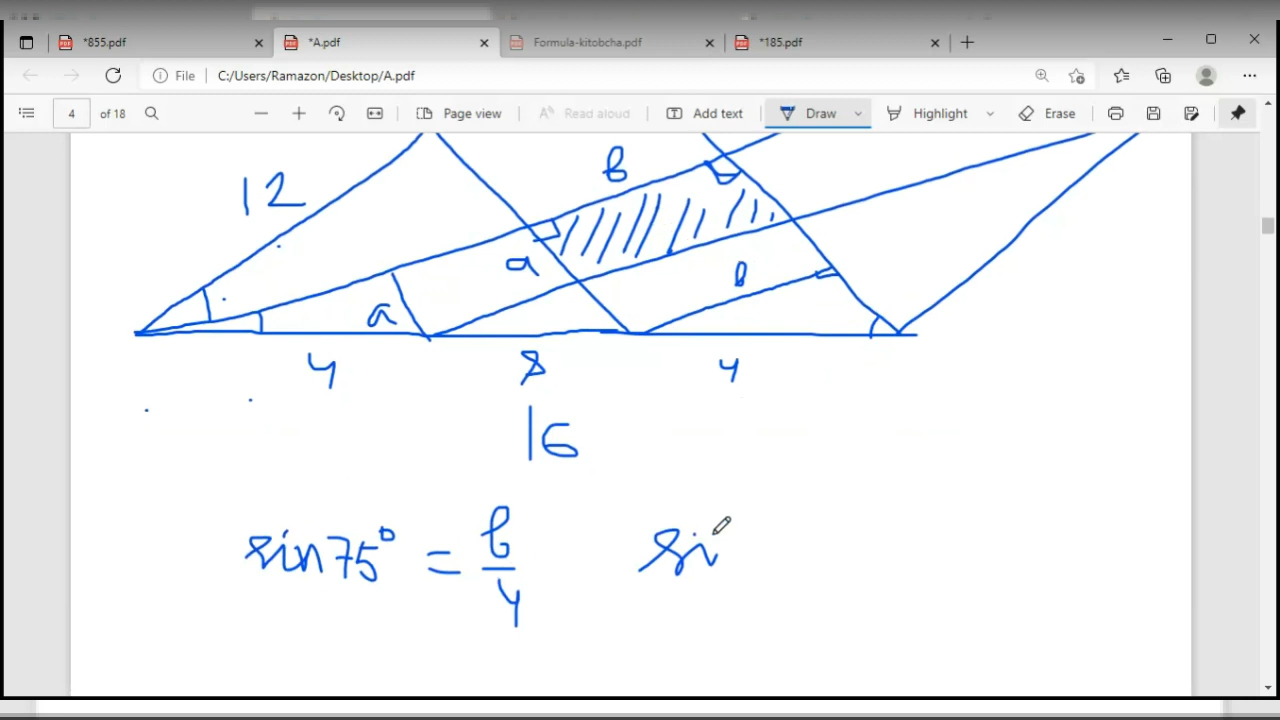 *855.pdf *A.pdf Formula-kitobcha.pdf *185.pdf
File C:/Users/Ramazon/Desktop/A.pdf
4 of 18 Page view Read aloud Add text Draw Highlight Erase
12
в
a
в
a
4 8 4
16
sin75° = в/4 si